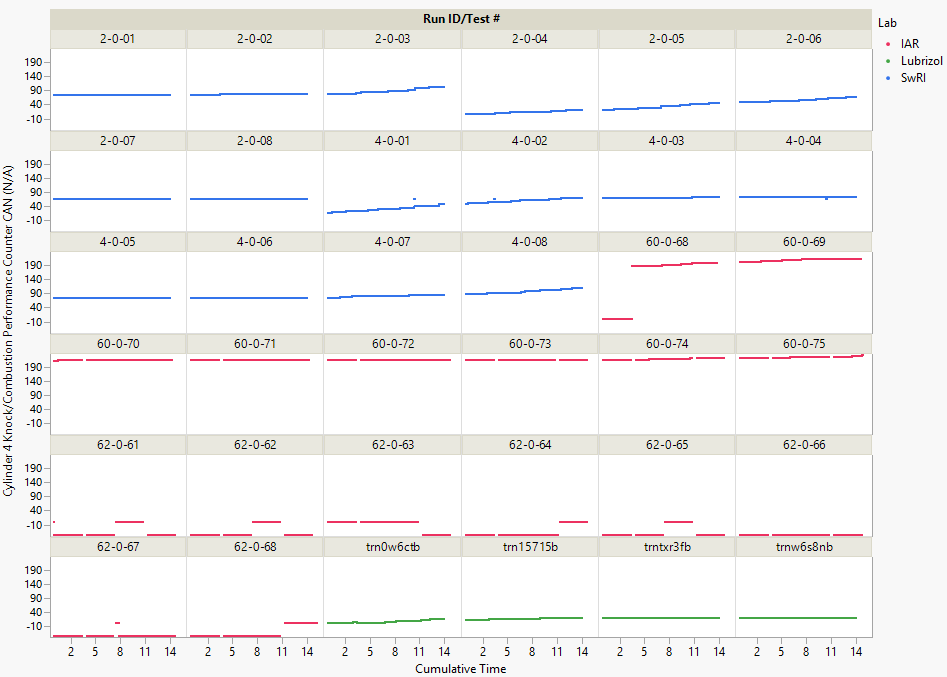 Run ID/Test #
Lab
IAR
Lubrizol
SwRI
2-0-01 2-0-02 2-0-03 2-0-04 2-0-05 2-0-06
190
140
90
40
-10
2-0-07 2-0-08 4-0-01 4-0-02 4-0-03 4-0-04
190
140
90
40
-10
4-0-05 4-0-06 4-0-07 4-0-08 60-0-68 60-0-69
190
140
90
40
-10
60-0-70 60-0-71 60-0-72 60-0-73 60-0-74 60-0-75
190
140
90
40
-10
62-0-61 62-0-62 62-0-63 62-0-64 62-0-65 62-0-66
190
140
90
40
-10
62-0-67 62-0-68 trn0w6ctb trn15715b trntxr3fb trnw6s8nb
190
140
90
40
-10
2 5 8 11 14 2 5 8 11 14 2 5 8 11 14 2 5 8 11 14 2 5 8 11 14 2 5 8 11 14
Cumulative Time
Cylinder 4 Knock/Combustion Performance Counter CAN (N/A)